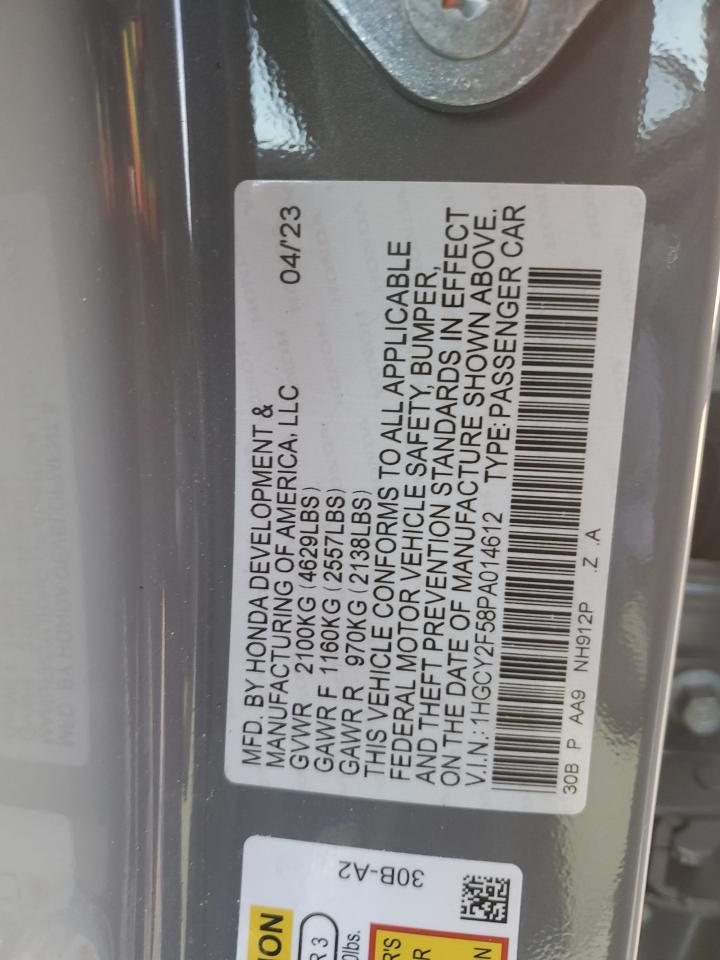 MFD. BY HONDA DEVELOPMENT &
MANUFACTURING OF AMERICA, LLC 04/'23
GVWR 2100KG (4629LBS)
GAWR F 1160KG (2557LBS)
GAWR R 970KG (2138LBS)
THIS VEHICLE CONFORMS TO ALL APPLICABLE
FEDERAL MOTOR VEHICLE SAFETY, BUMPER,
AND THEFT PREVENTION STANDARDS IN EFFECT
ON THE DATE OF MANUFACTURE SHOWN ABOVE.
V.I.N.: 1HGCY2F58PA014612 TYPE: PASSENGER CAR
30B P AA9 NH912P .Z .A
30B-A2